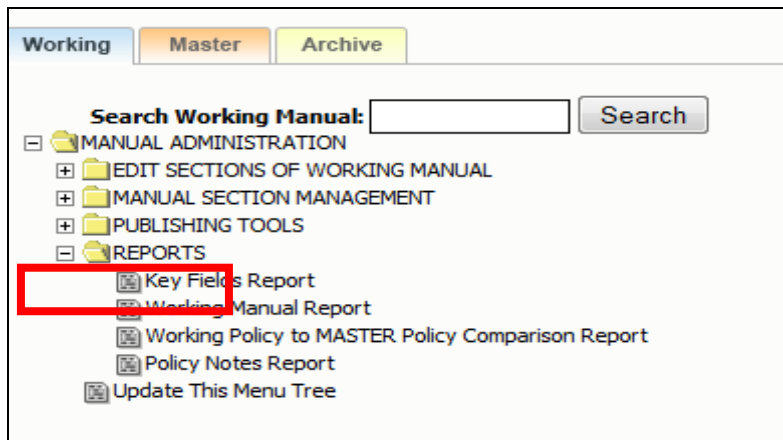 Working Master Archive
Search Working Manual: Search
MANUAL ADMINISTRATION
EDIT SECTIONS OF WORKING MANUAL
MANUAL SECTION MANAGEMENT
PUBLISHING TOOLS
REPORTS
Key Fields Report
Working Manual Report
Working Policy to MASTER Policy Comparison Report
Policy Notes Report
Update This Menu Tree